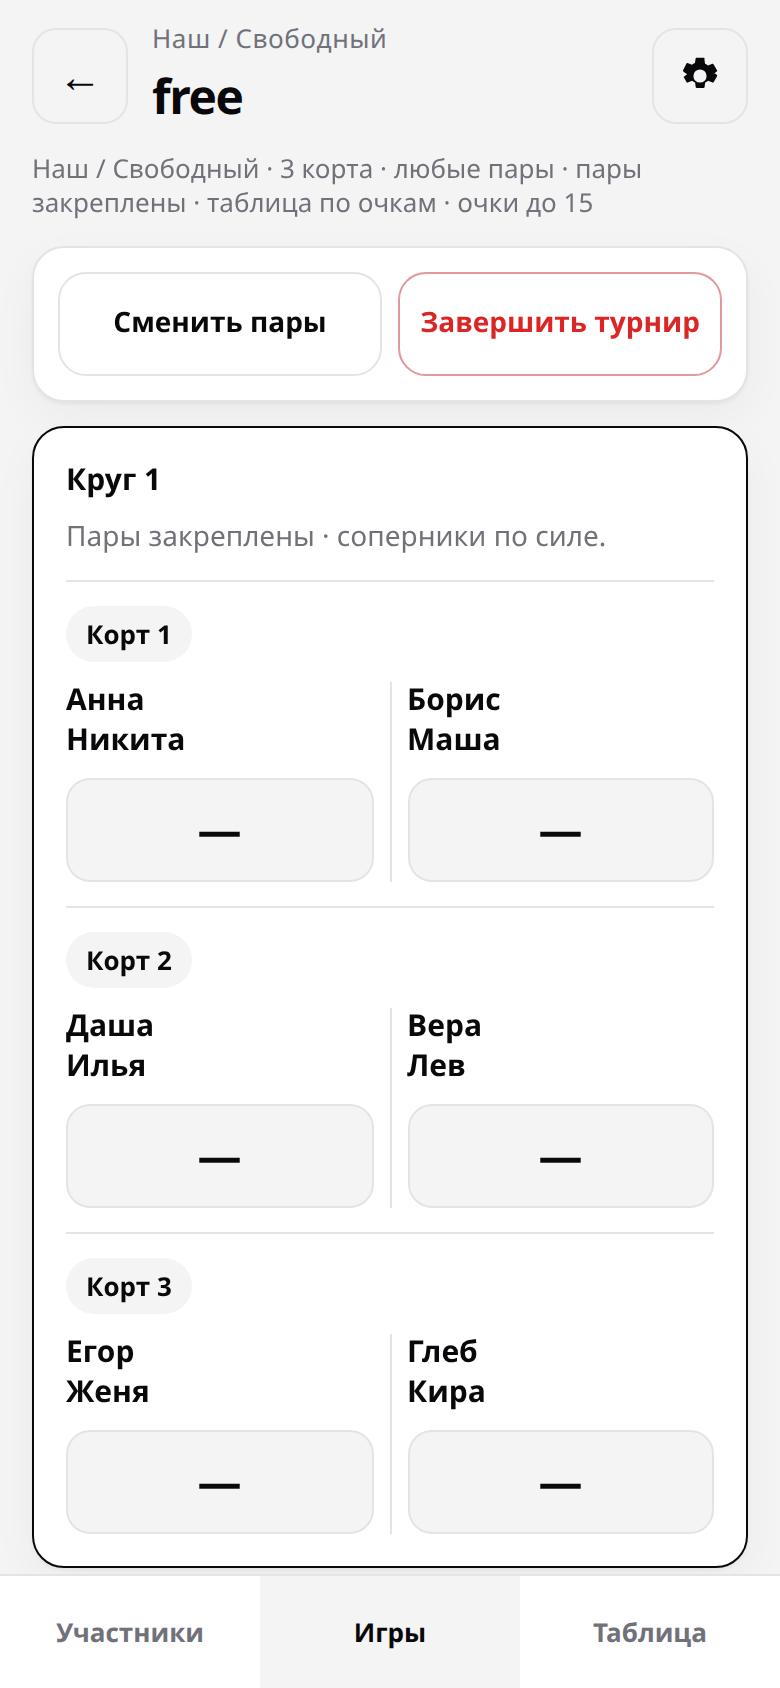 ←
Наш / Свободный
free
Наш / Свободный · 3 корта · любые пары · пары
закреплены · таблица по очкам · очки до 15
Сменить пары
Завершить турнир
Круг 1
Пары закреплены · соперники по силе.
Корт 1
Анна
Никита
Борис
Маша
—
—
Корт 2
Даша
Илья
Вера
Лев
—
—
Корт 3
Егор
Женя
Глеб
Кира
—
—
Участники
Игры
Таблица